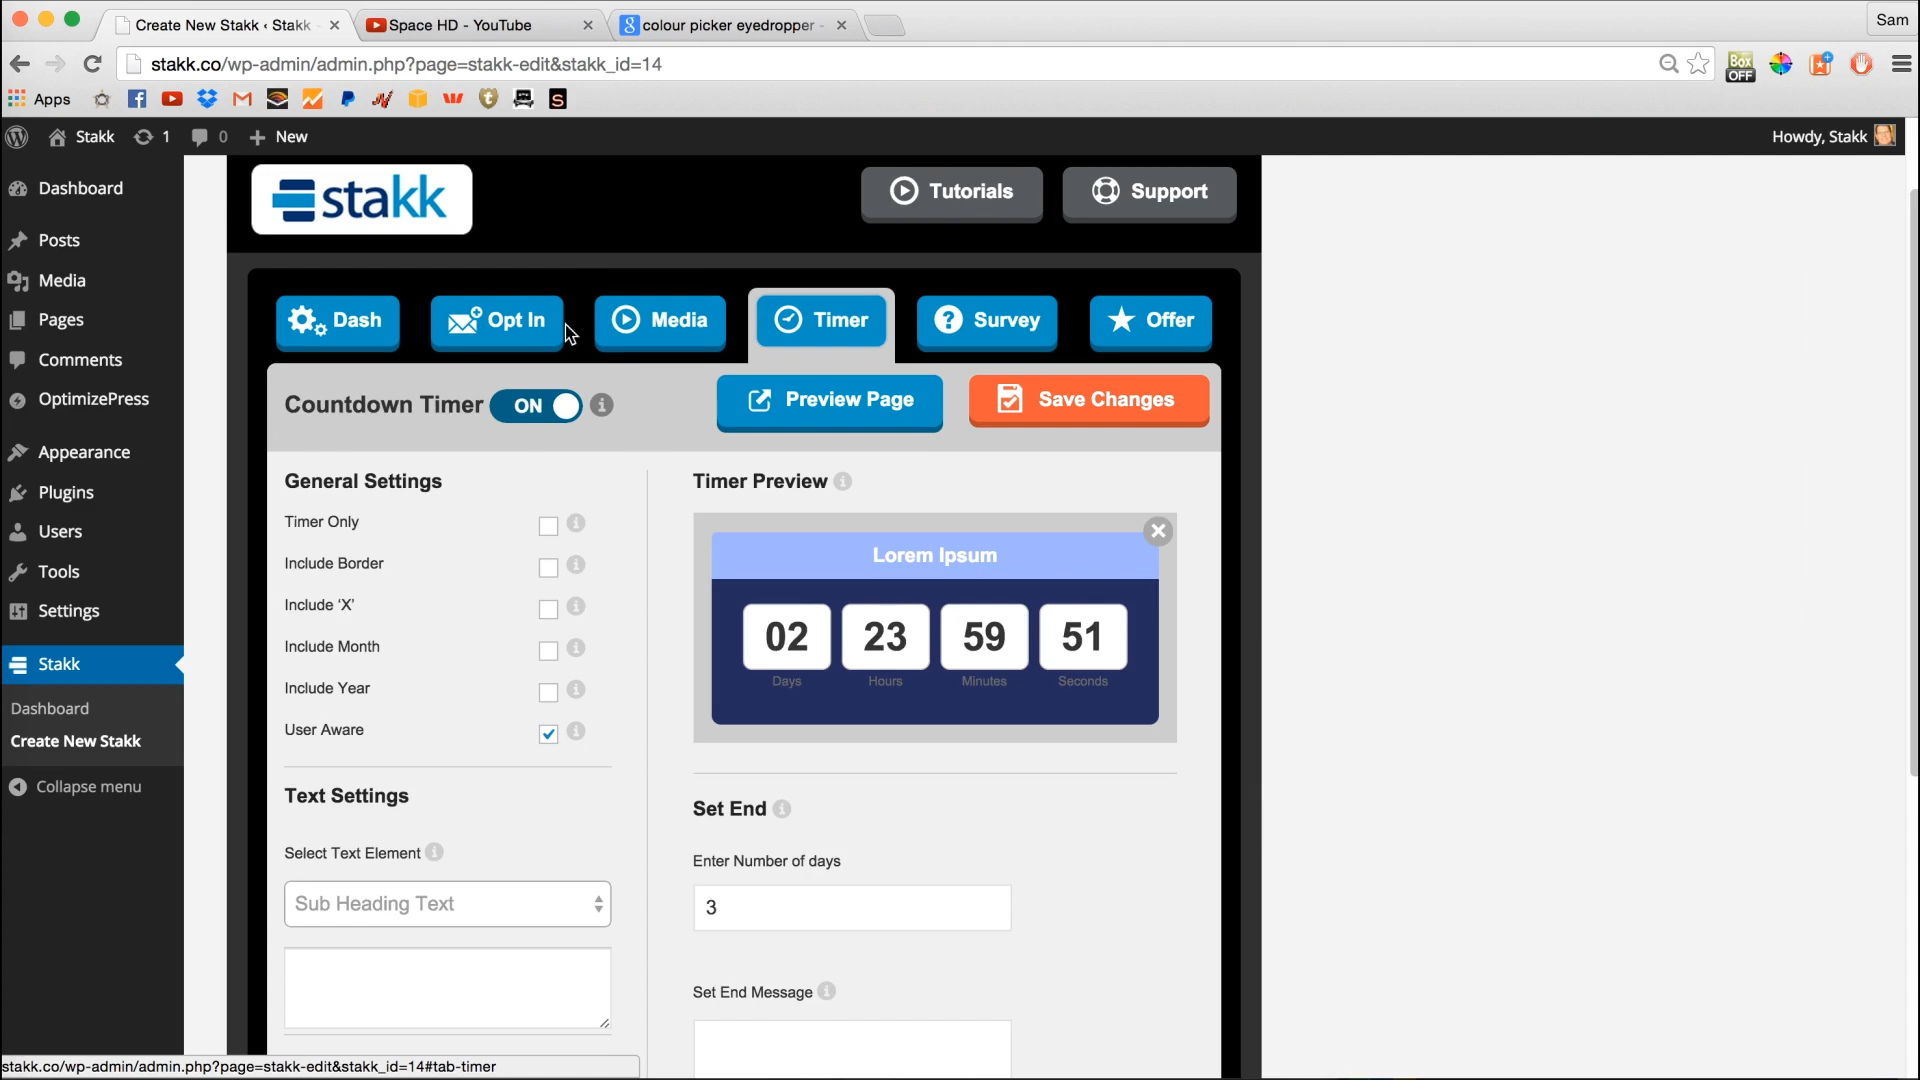 Create New Stakk ‹ Stakk
Space HD - YouTube
colour picker eyedropper -
Sam
stakk.co/wp-admin/admin.php?page=stakk-edit&stakk_id=14
Box
OFF
Apps
Stakk
1
0
New
Howdy, Stakk
Dashboard
Posts
Media
Pages
Comments
OptimizePress
Appearance
Plugins
Users
Tools
Settings
Stakk
Dashboard
Create New Stakk
Collapse menu
stakk
Tutorials
Support
Dash
Opt In
Media
Timer
Survey
Offer
Countdown Timer
ON
Preview Page
Save Changes
General Settings
Timer Only
Include Border
Include ‘X’
Include Month
Include Year
User Aware
Text Settings
Select Text Element
Sub Heading Text
Timer Preview
Lorem Ipsum
02 23 59 51
Days Hours Minutes Seconds
Set End
Enter Number of days
3
Set End Message
stakk.co/wp-admin/admin.php?page=stakk-edit&stakk_id=14#tab-timer